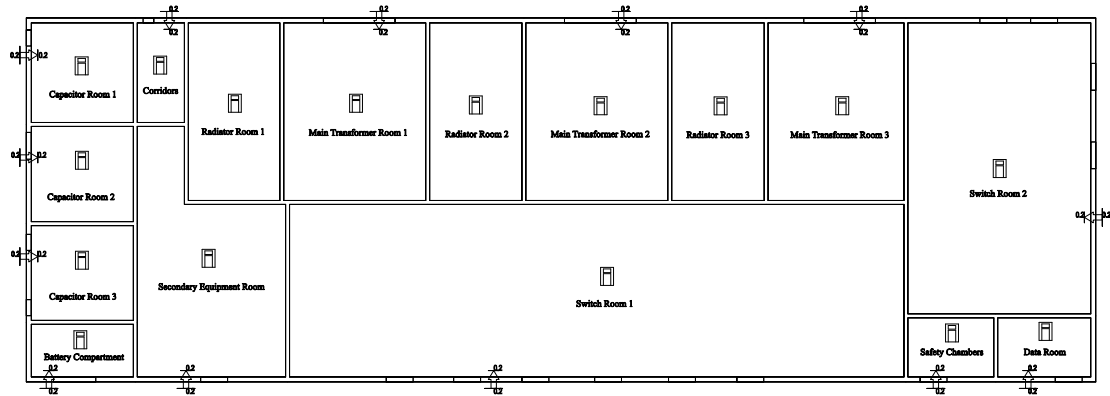 0.2
0.2
0.2
0.2
0.2
0.2
0.2
0.2
0.2 0.2
Capacitor Room 1
Corridors
Radiator Room 1
Main Transformer Room 1
Radiator Room 2
Main Transformer Room 2
Radiator Room 3
Main Transformer Room 3
0.2 0.2
Capacitor Room 2
Switch Room 2
0.2 0.2
0.2 0.2
Capacitor Room 3
Secondary Equipment Room
Switch Room 1
Battery Compartment
Safety Chambers
Data Room
0.2
0.2
0.2
0.2
0.2
0.2
0.2
0.2
0.2
0.2